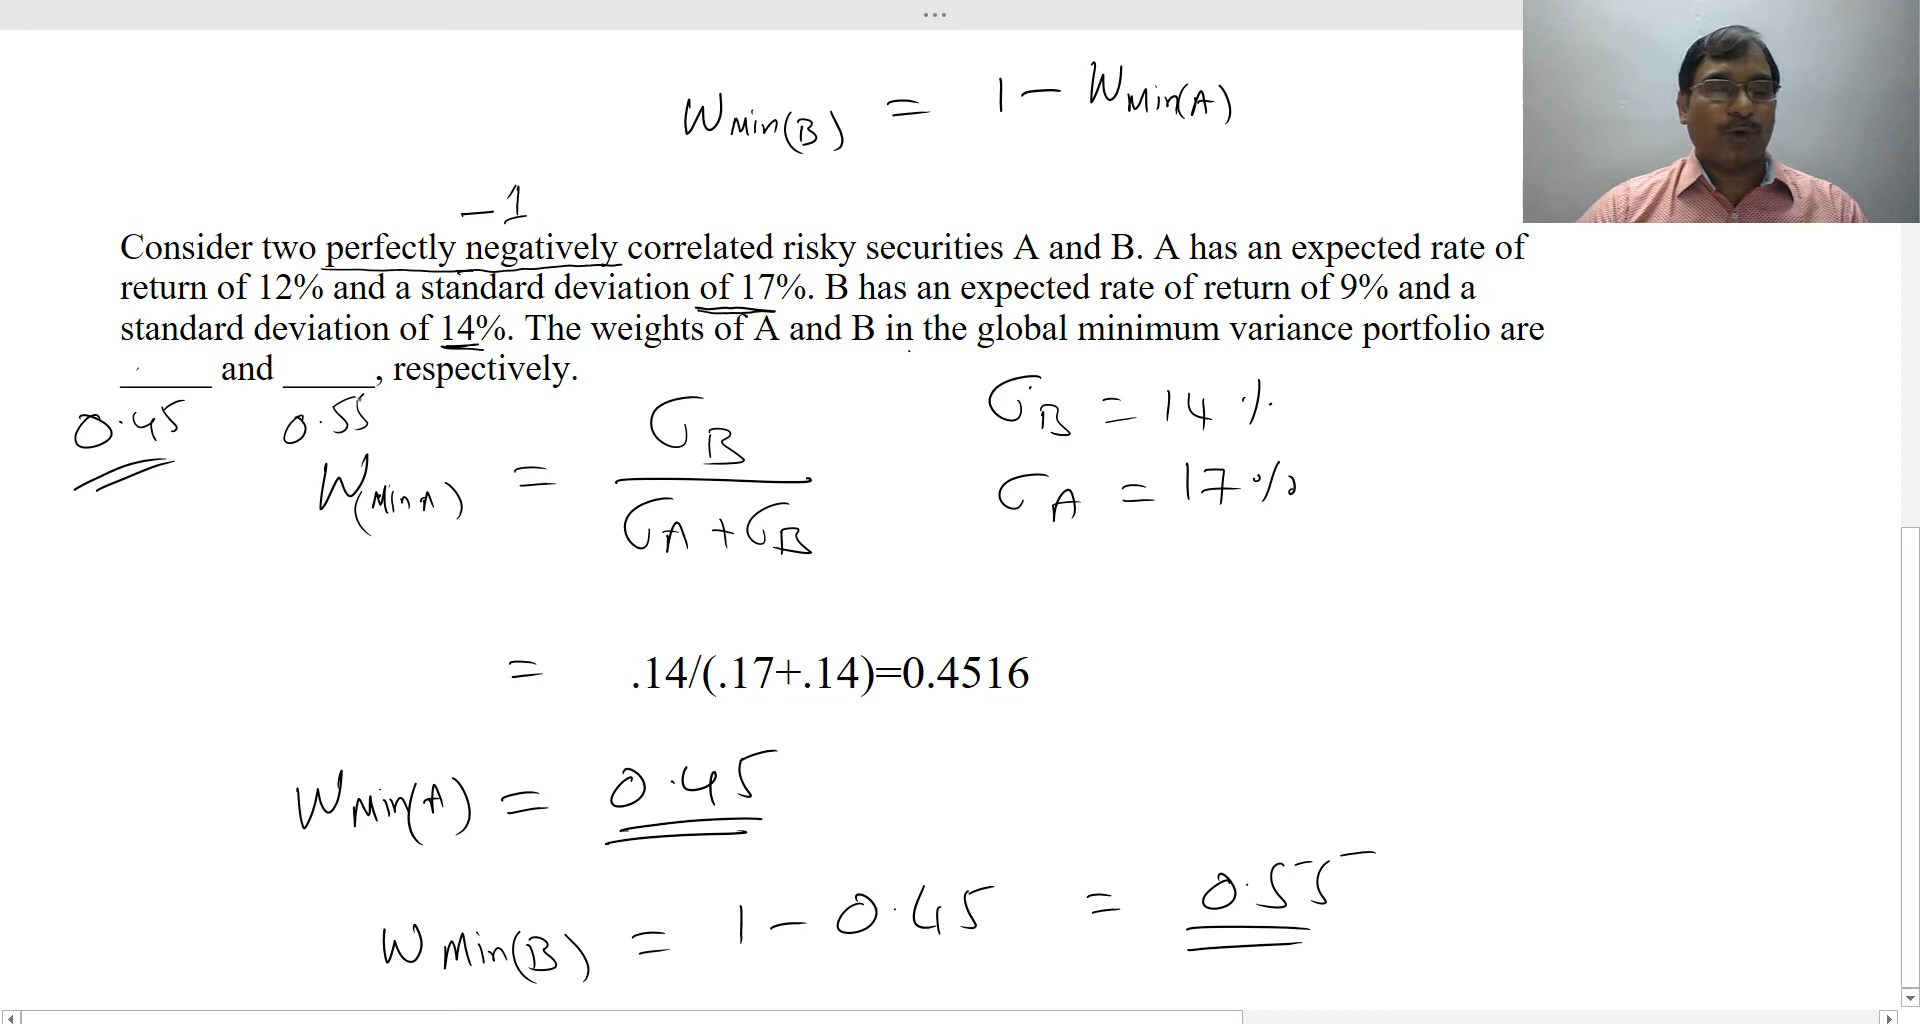 W Min(B) = 1 - W Min(A)
-1
Consider two perfectly negatively correlated risky securities A and B. A has an expected rate of
return of 12% and a standard deviation of 17%. B has an expected rate of return of 9% and a
standard deviation of 14%. The weights of A and B in the global minimum variance portfolio are
_____ and _____, respectively.
0.45 0.55
W(Min A) = σB / σA + σB
σB = 14 %
σA = 17 %
= .14/(.17+.14)=0.4516
W Min(A) = 0.45
W Min(B) = 1 - 0.45 = 0.55